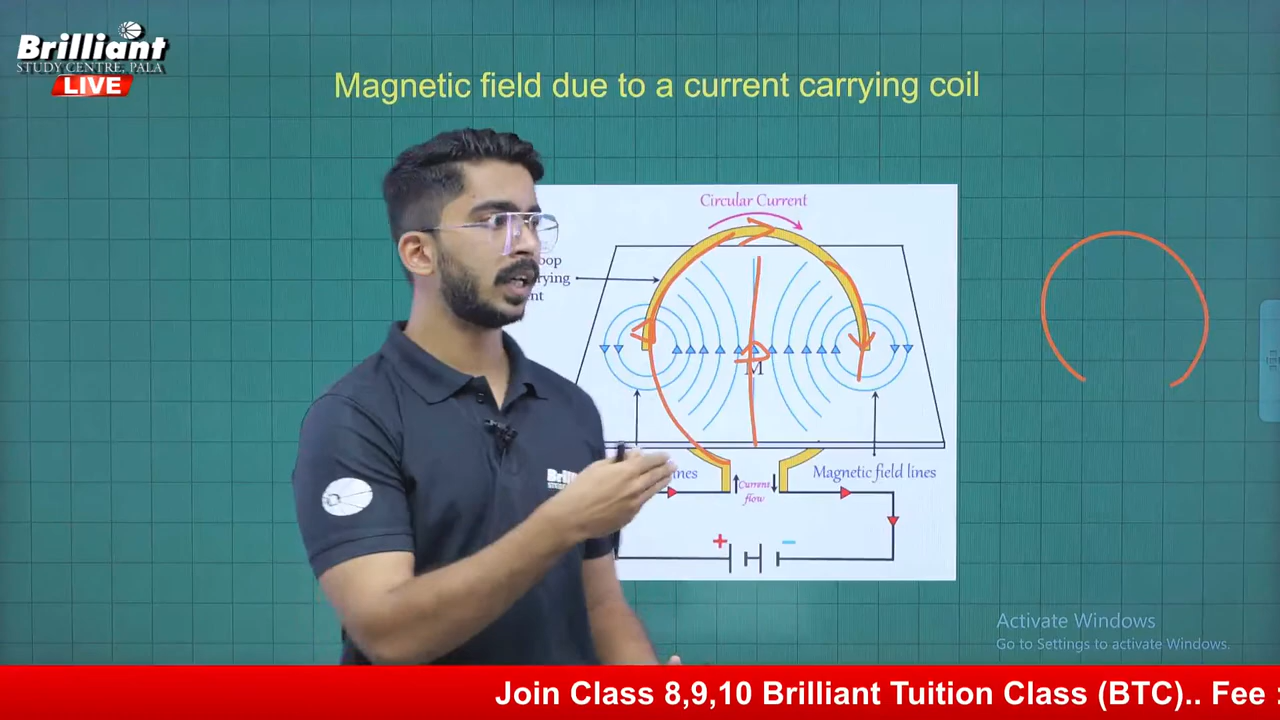 Brilliant
STUDY CENTRE, PALA
LIVE
Magnetic field due to a current carrying coil
Circular Current
M
Magnetic field lines
Current
flow
+
−
Activate Windows
Go to Settings to activate Windows.
Join Class 8,9,10 Brilliant Tuition Class (BTC).. Fee :